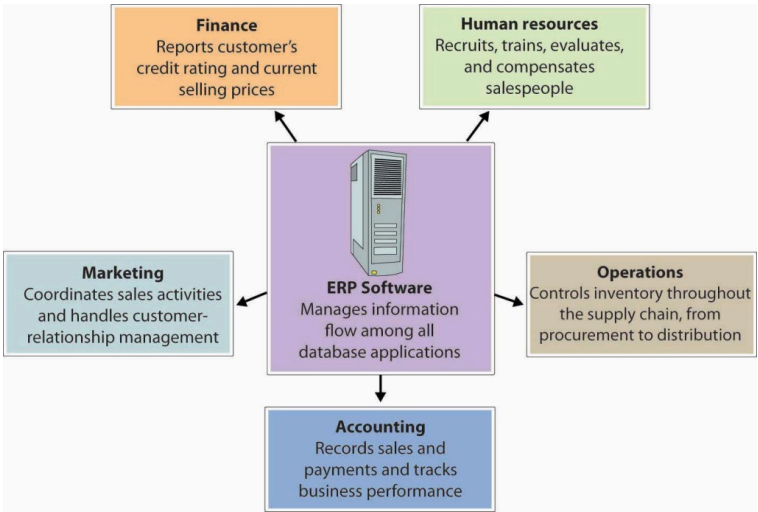 Finance
Reports customer's
credit rating and current
selling prices
Human resources
Recruits, trains, evaluates,
and compensates
salespeople
ERP Software
Manages information
flow among all
database applications
Marketing
Coordinates sales activities
and handles customer-
relationship management
Operations
Controls inventory throughout
the supply chain, from
procurement to distribution
Accounting
Records sales and
payments and tracks
business performance